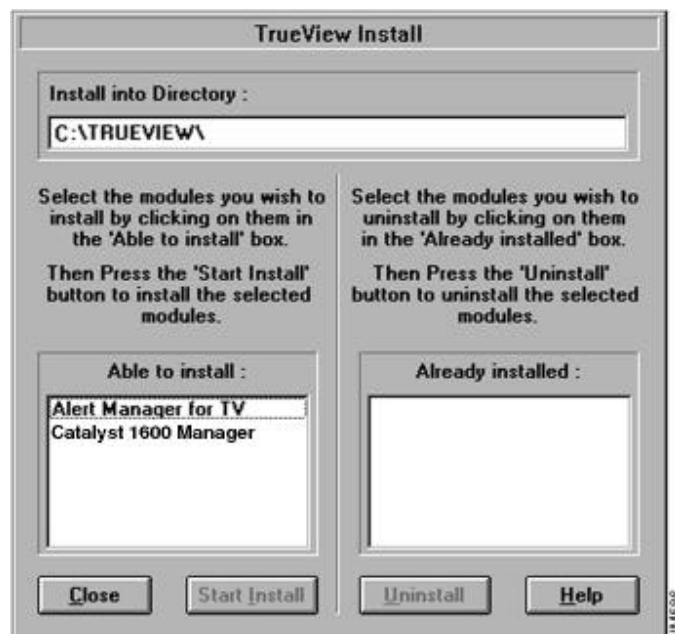 TrueView Install
Install into Directory :
C:\TRUEVIEW\
Select the modules you wish to
install by clicking on them in
the 'Able to install' box.
Then Press the 'Start Install'
button to install the selected
modules.
Select the modules you wish to
uninstall by clicking on them
in the 'Already installed' box.
Then Press the 'Uninstall'
button to uninstall the selected
modules.
Able to install :
Alert Manager for TV
Catalyst 1600 Manager
Already installed :
Close
Start Install
Uninstall
Help